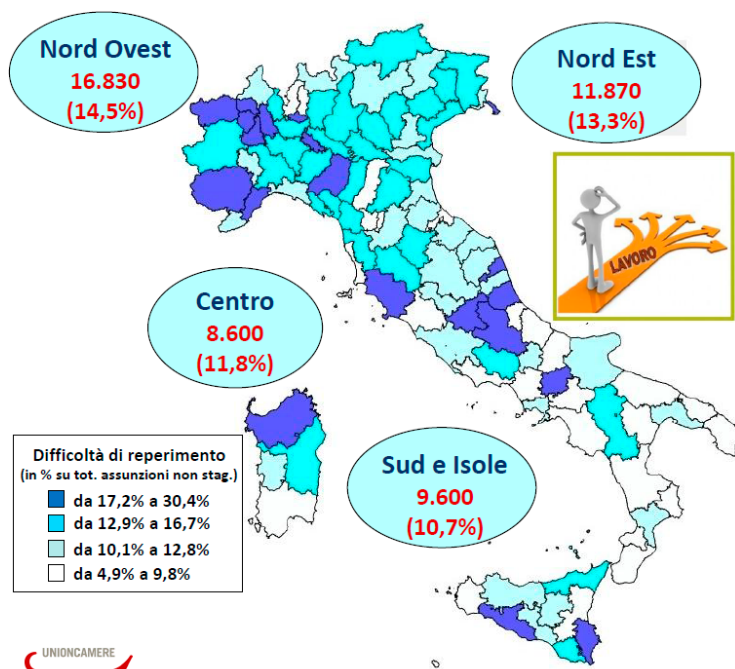 Nord Ovest
16.830
(14,5%)
Nord Est
11.870
(13,3%)
LAVORO
Centro
8.600
(11,8%)
Difficoltà di reperimento
(in % su tot. assunzioni non stag.)
da 17,2% a 30,4%
da 12,9% a 16,7%
da 10,1% a 12,8%
da 4,9% a 9,8%
Sud e Isole
9.600
(10,7%)
UNIONCAMERE